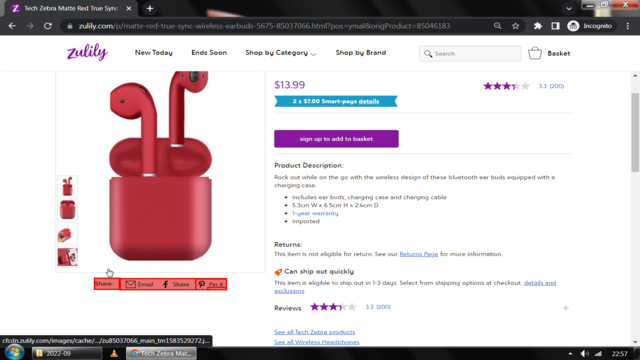 Tech Zebra Matte Red True Sync
zulily.com/p/matte-red-true-sync-wireless-earbuds-5675-85037066.html?pos=ymal&origProduct=85046183
Incognito
zulily
New Today
Ends Soon
Shop by Category
Shop by Brand
Search
Basket
$13.99
3.3 (200)
2 x $7.00 Smart-pays details
sign up to add to basket
Product Description:
Rock out while on the go with the wireless design of these bluetooth ear buds equipped with a
charging case.
Includes ear buds, charging case and charging cable
5.3cm W x 6.5cm H x 2.4cm D
1-year warranty
Imported
Returns:
This item is not eligible for return. See our Returns Page for more information.
Can ship out quickly
This item is eligible to ship out in 1-3 days. Select from shipping options at checkout. details and
exclusions
Share:
Email
Share
Pin it
Reviews
3.3 (200)
See all Tech Zebra products
See all Wireless Headphones
cfcdn.zulily.com/images/cache/.../zu85037066_main_tm1583529272.j...
2022-09
Tech Zebra Matt...
22:57